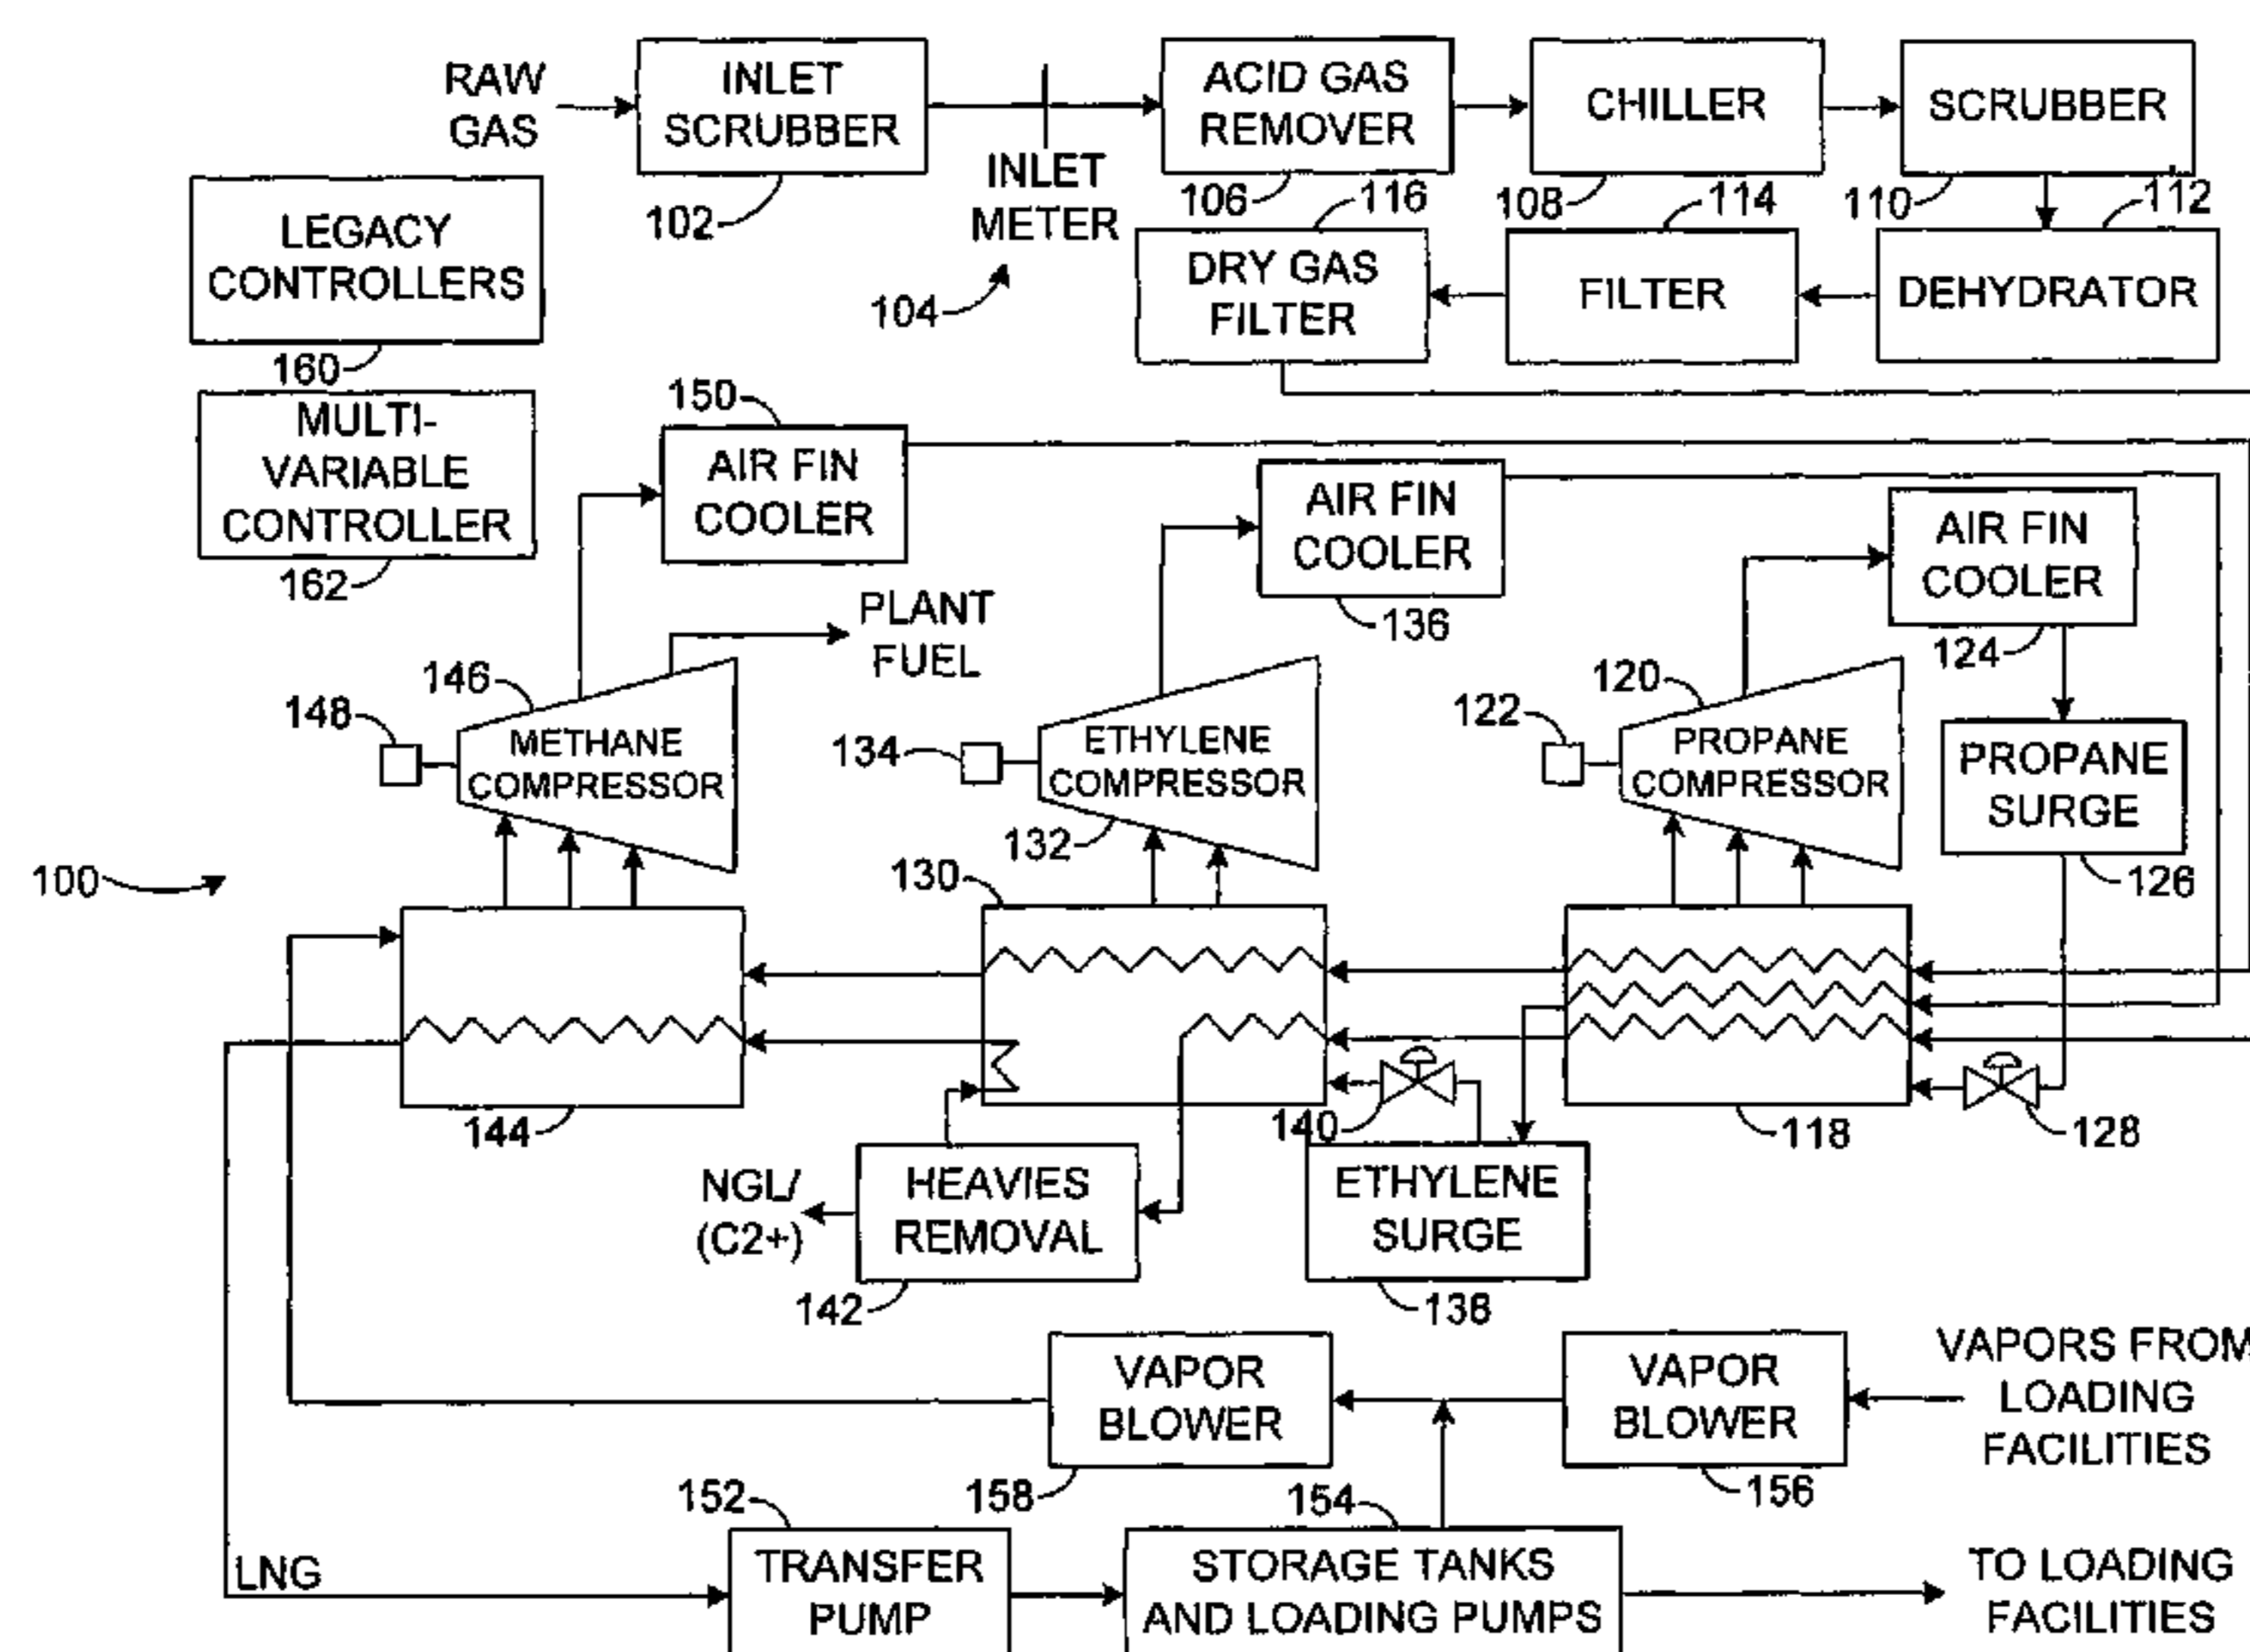 RAW
GAS
INLET
SCRUBBER
102
INLET
METER
104
ACID GAS
REMOVER
106
CHILLER
108
SCRUBBER
110
DEHYDRATOR
112
FILTER
114
DRY GAS
FILTER
116
LEGACY
CONTROLLERS
160
MULTI-
VARIABLE
CONTROLLER
162
150
AIR FIN
COOLER
AIR FIN
COOLER
136
AIR FIN
COOLER
124
PLANT
FUEL
146
148
METHANE
COMPRESSOR
134
ETHYLENE
COMPRESSOR
132
120
122
PROPANE
COMPRESSOR
PROPANE
SURGE
126
100
130
144
140
118
128
NGL/
(C2+)
HEAVIES
REMOVAL
142
ETHYLENE
SURGE
138
VAPOR
BLOWER
158
VAPOR
BLOWER
156
VAPORS FROM
LOADING
FACILITIES
LNG
152
TRANSFER
PUMP
154
STORAGE TANKS
AND LOADING PUMPS
TO LOADING
FACILITIES